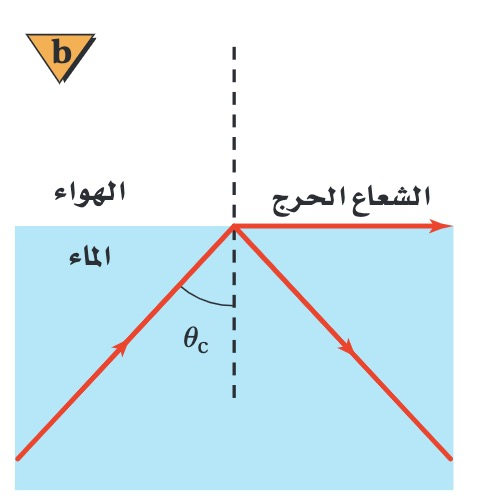 b
الهواء
الشعاع الحرج
الماء
θc